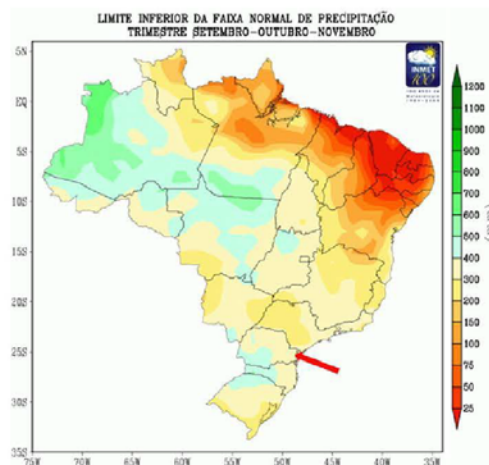 LIMITE INFERIOR DA FAIXA NORMAL DE PRECIPITAÇÃO
TRIMESTRE SETEMBRO-OUTUBRO-NOVEMBRO
INMET
100
5N
EQ
5S
10S
15S
20S
25S
30S
35S
75W
70W
65W
60W
55W
50W
45W
40W
35W
1200
1100
1000
900
800
700
600
500
400
300
200
150
100
75
50
25